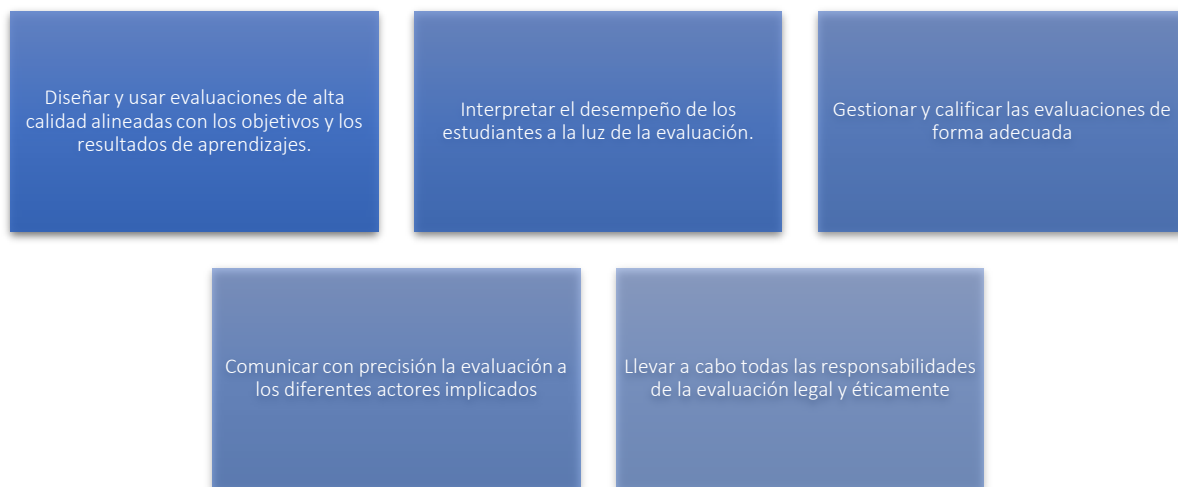 Diseñar y usar evaluaciones de alta
calidad alineadas con los objetivos y los
resultados de aprendizajes.
Interpretar el desempeño de los
estudiantes a la luz de la evaluación.
Gestionar y calificar las evaluaciones de
forma adecuada
Comunicar con precisión la evaluación a
los diferentes actores implicados
Llevar a cabo todas las responsabilidades
de la evaluación legal y éticamente